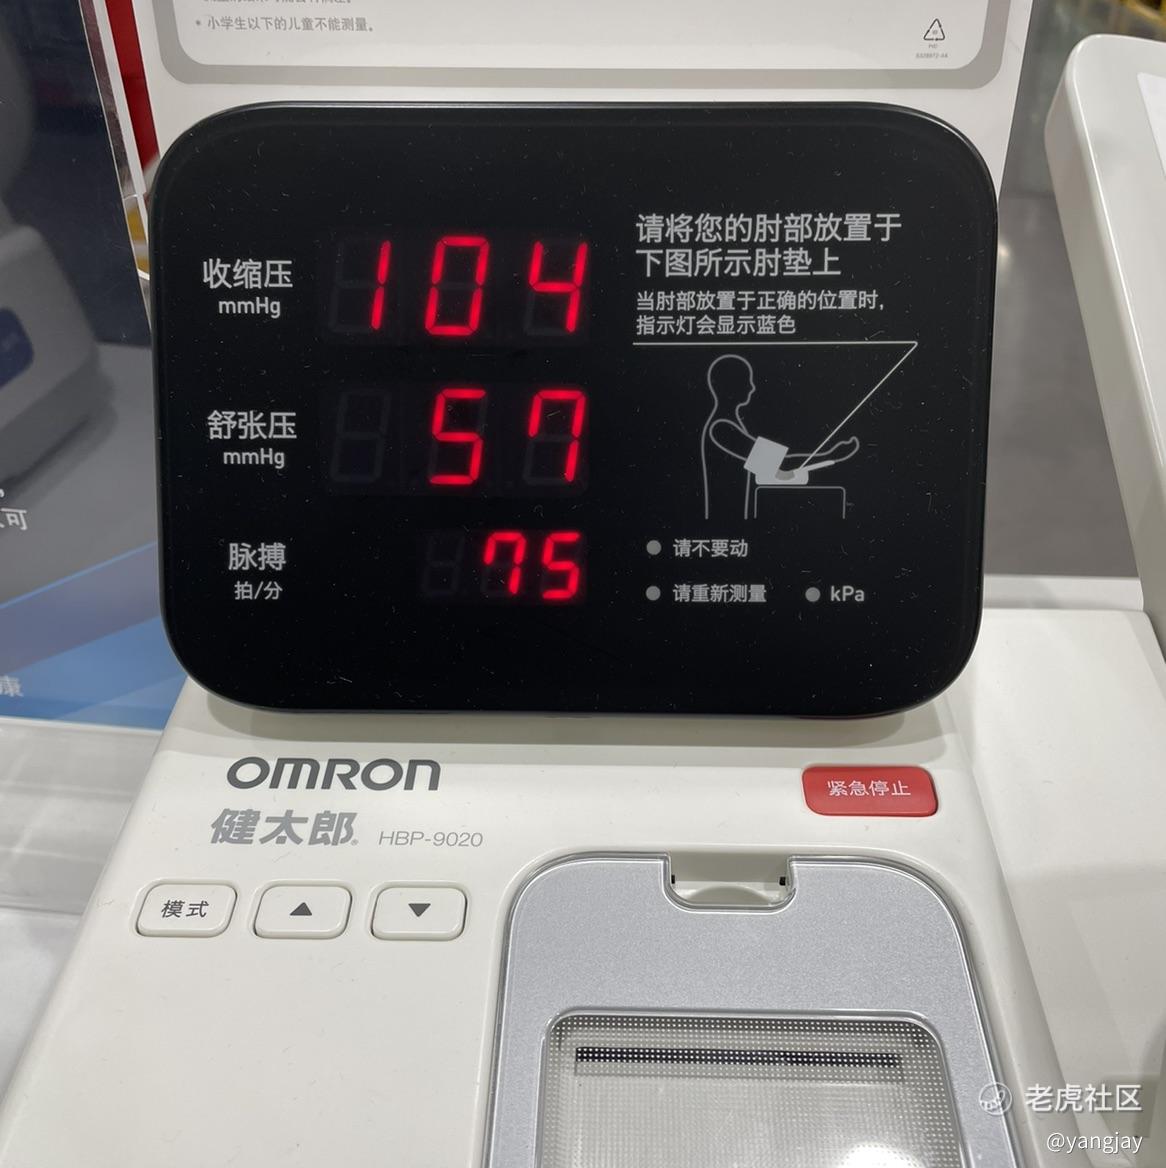 * 小学生以下的儿童不能测量。
收缩压
mmHg
104
请将您的肘部放置于
下图所示肘垫上
当肘部放置于正确的位置时,
指示灯会显示蓝色
舒张压
mmHg
57
脉搏
拍/分
75
请不要动
请重新测量
kPa
可
康
OMRON
健太郎
HBP-9020
紧急停止
模式
▲
▼
老虎社区
@yangjay